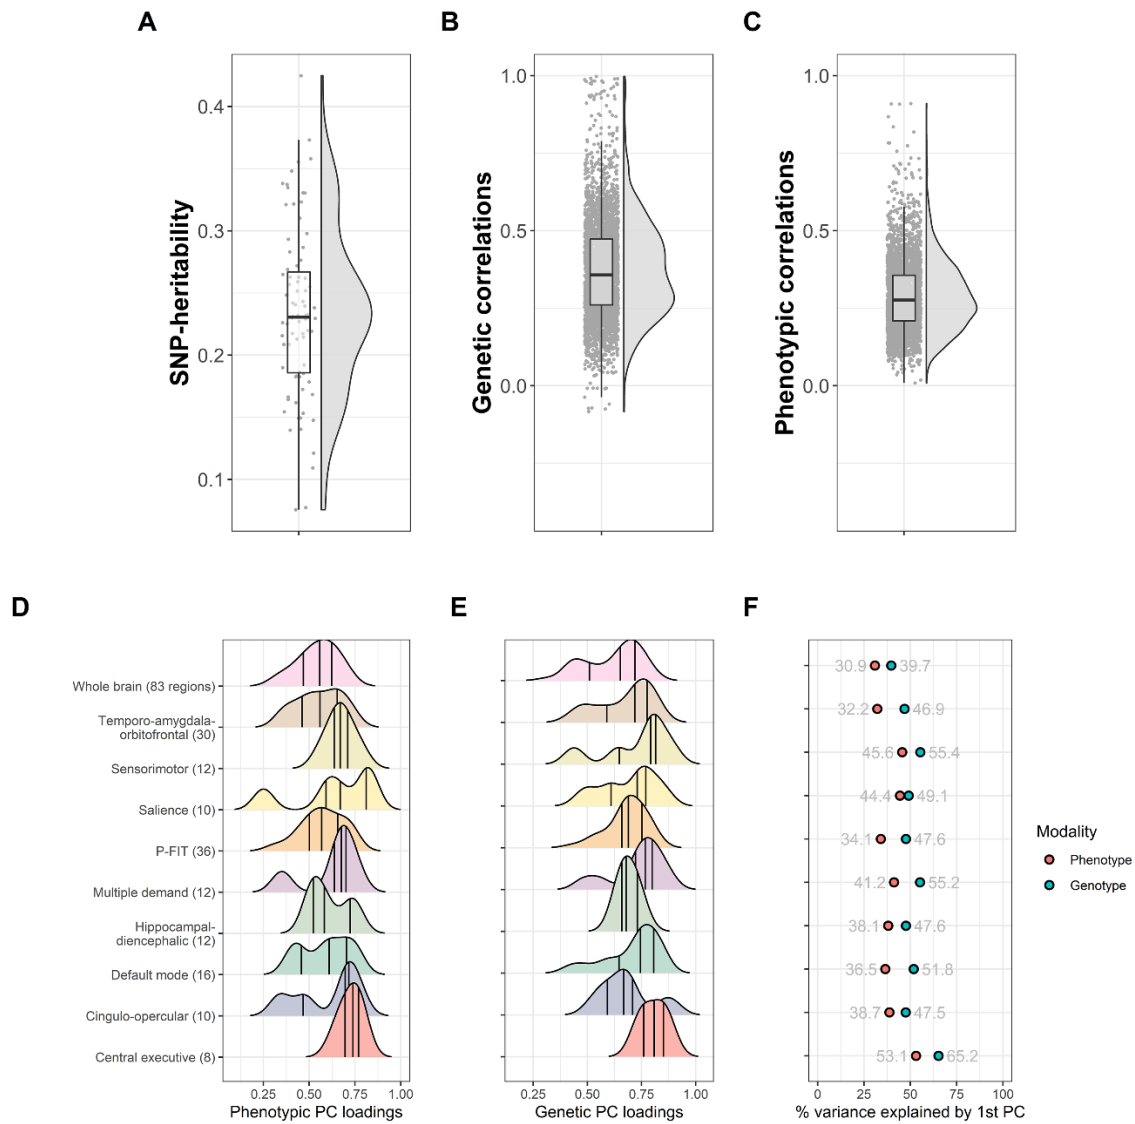 A
B
C
SNP-heritability
0.4
0.3
0.2
0.1
Genetic correlations
1.0
0.5
0.0
Phenotypic correlations
1.0
0.5
0.0
D
E
F
Whole brain (83 regions)
Temporo-amygdala-
orbitofrontal (30)
Sensorimotor (12)
Salience (10)
P-FIT (36)
Multiple demand (12)
Hippocampal-
diencephalic (12)
Default mode (16)
Cingulo-opercular (10)
Central executive (8)
0.25 0.50 0.75 1.00
Phenotypic PC loadings
0.25 0.50 0.75 1.00
Genetic PC loadings
30.9 39.7
32.2 46.9
45.6 55.4
44.4 49.1
34.1 47.6
41.2 55.2
38.1 47.6
36.5 51.8
38.7 47.5
53.1 65.2
0 25 50 75 100
% variance explained by 1st PC
Modality
Phenotype
Genotype